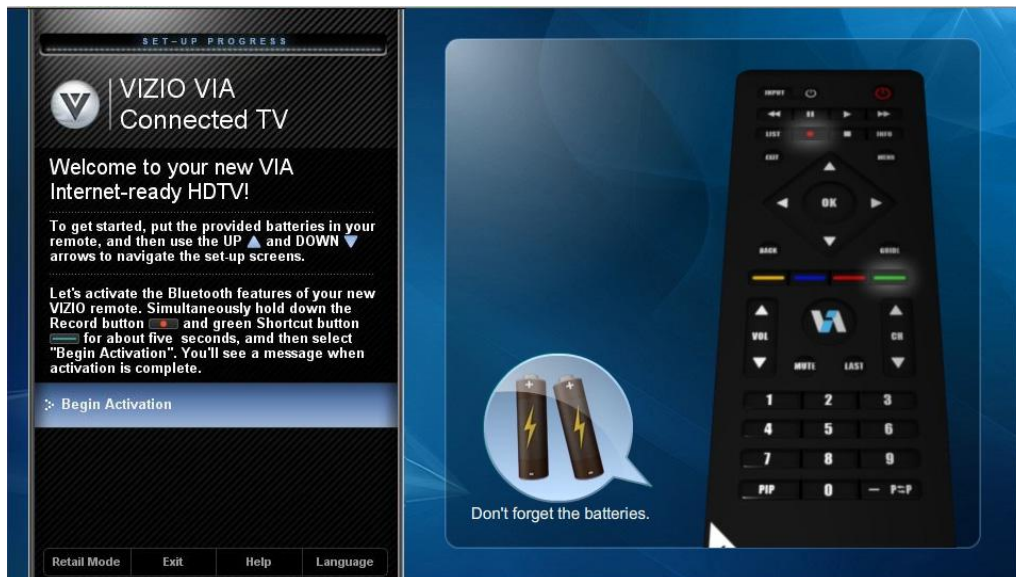 SET-UP PROGRESS
VIZIO VIA
Connected TV
Welcome to your new VIA
Internet-ready HDTV!
To get started, put the provided batteries in your
remote, and then use the UP and DOWN
arrows to navigate the set-up screens.
Let's activate the Bluetooth features of your new
VIZIO remote. Simultaneously hold down the
Record button and green Shortcut button
for about five seconds, amd then select
"Begin Activation". You'll see a message when
activation is complete.
Begin Activation
Retail Mode Exit Help Language
INPUT
LIST INFO
EXIT MENU
OK
BACK GUIDE
VOL CH
MUTE LAST
1 2 3
4 5 6
7 8 9
PIP 0 — P⇆P
+ +
- -
Don't forget the batteries.